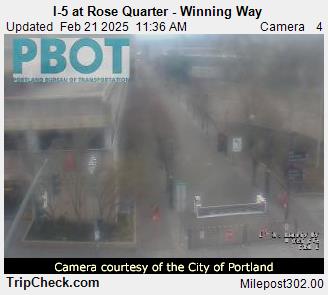 I-5 at Rose Quarter - Winning Way
Updated Feb 21 2025 11:36 AM Camera 4
PBOT
PORTLAND BUREAU OF TRANSPORTATION
Camera courtesy of the City of Portland
TripCheck.com Milepost302.00